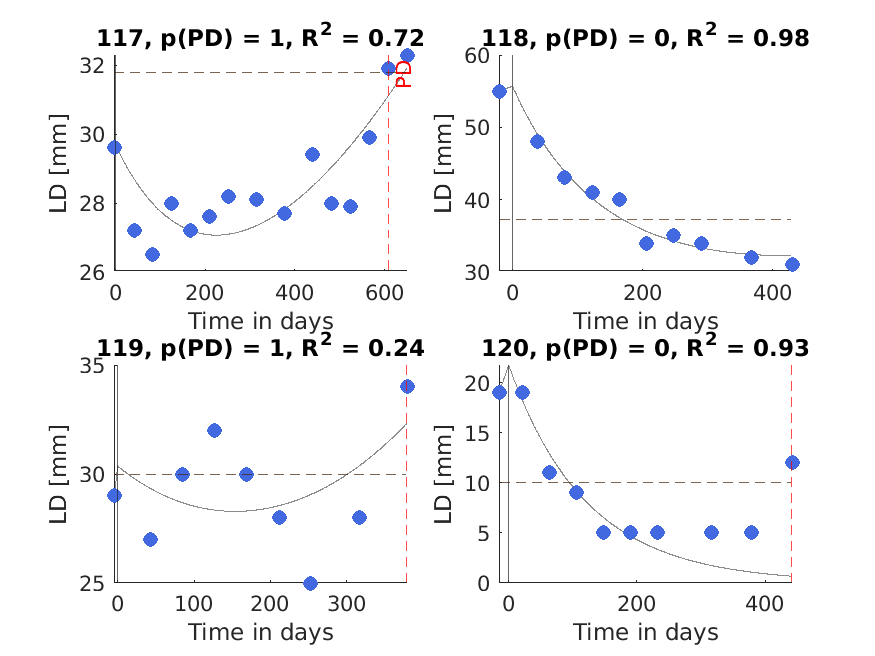 117, p(PD) = 1, R² = 0.72
LD [mm]
32
30
28
26
PD
0 200 400 600
Time in days
118, p(PD) = 0, R² = 0.98
LD [mm]
60
50
40
30
0 200 400
Time in days
119, p(PD) = 1, R² = 0.24
LD [mm]
35
30
25
0 100 200 300
Time in days
120, p(PD) = 0, R² = 0.93
LD [mm]
20
15
10
5
0
0 200 400
Time in days